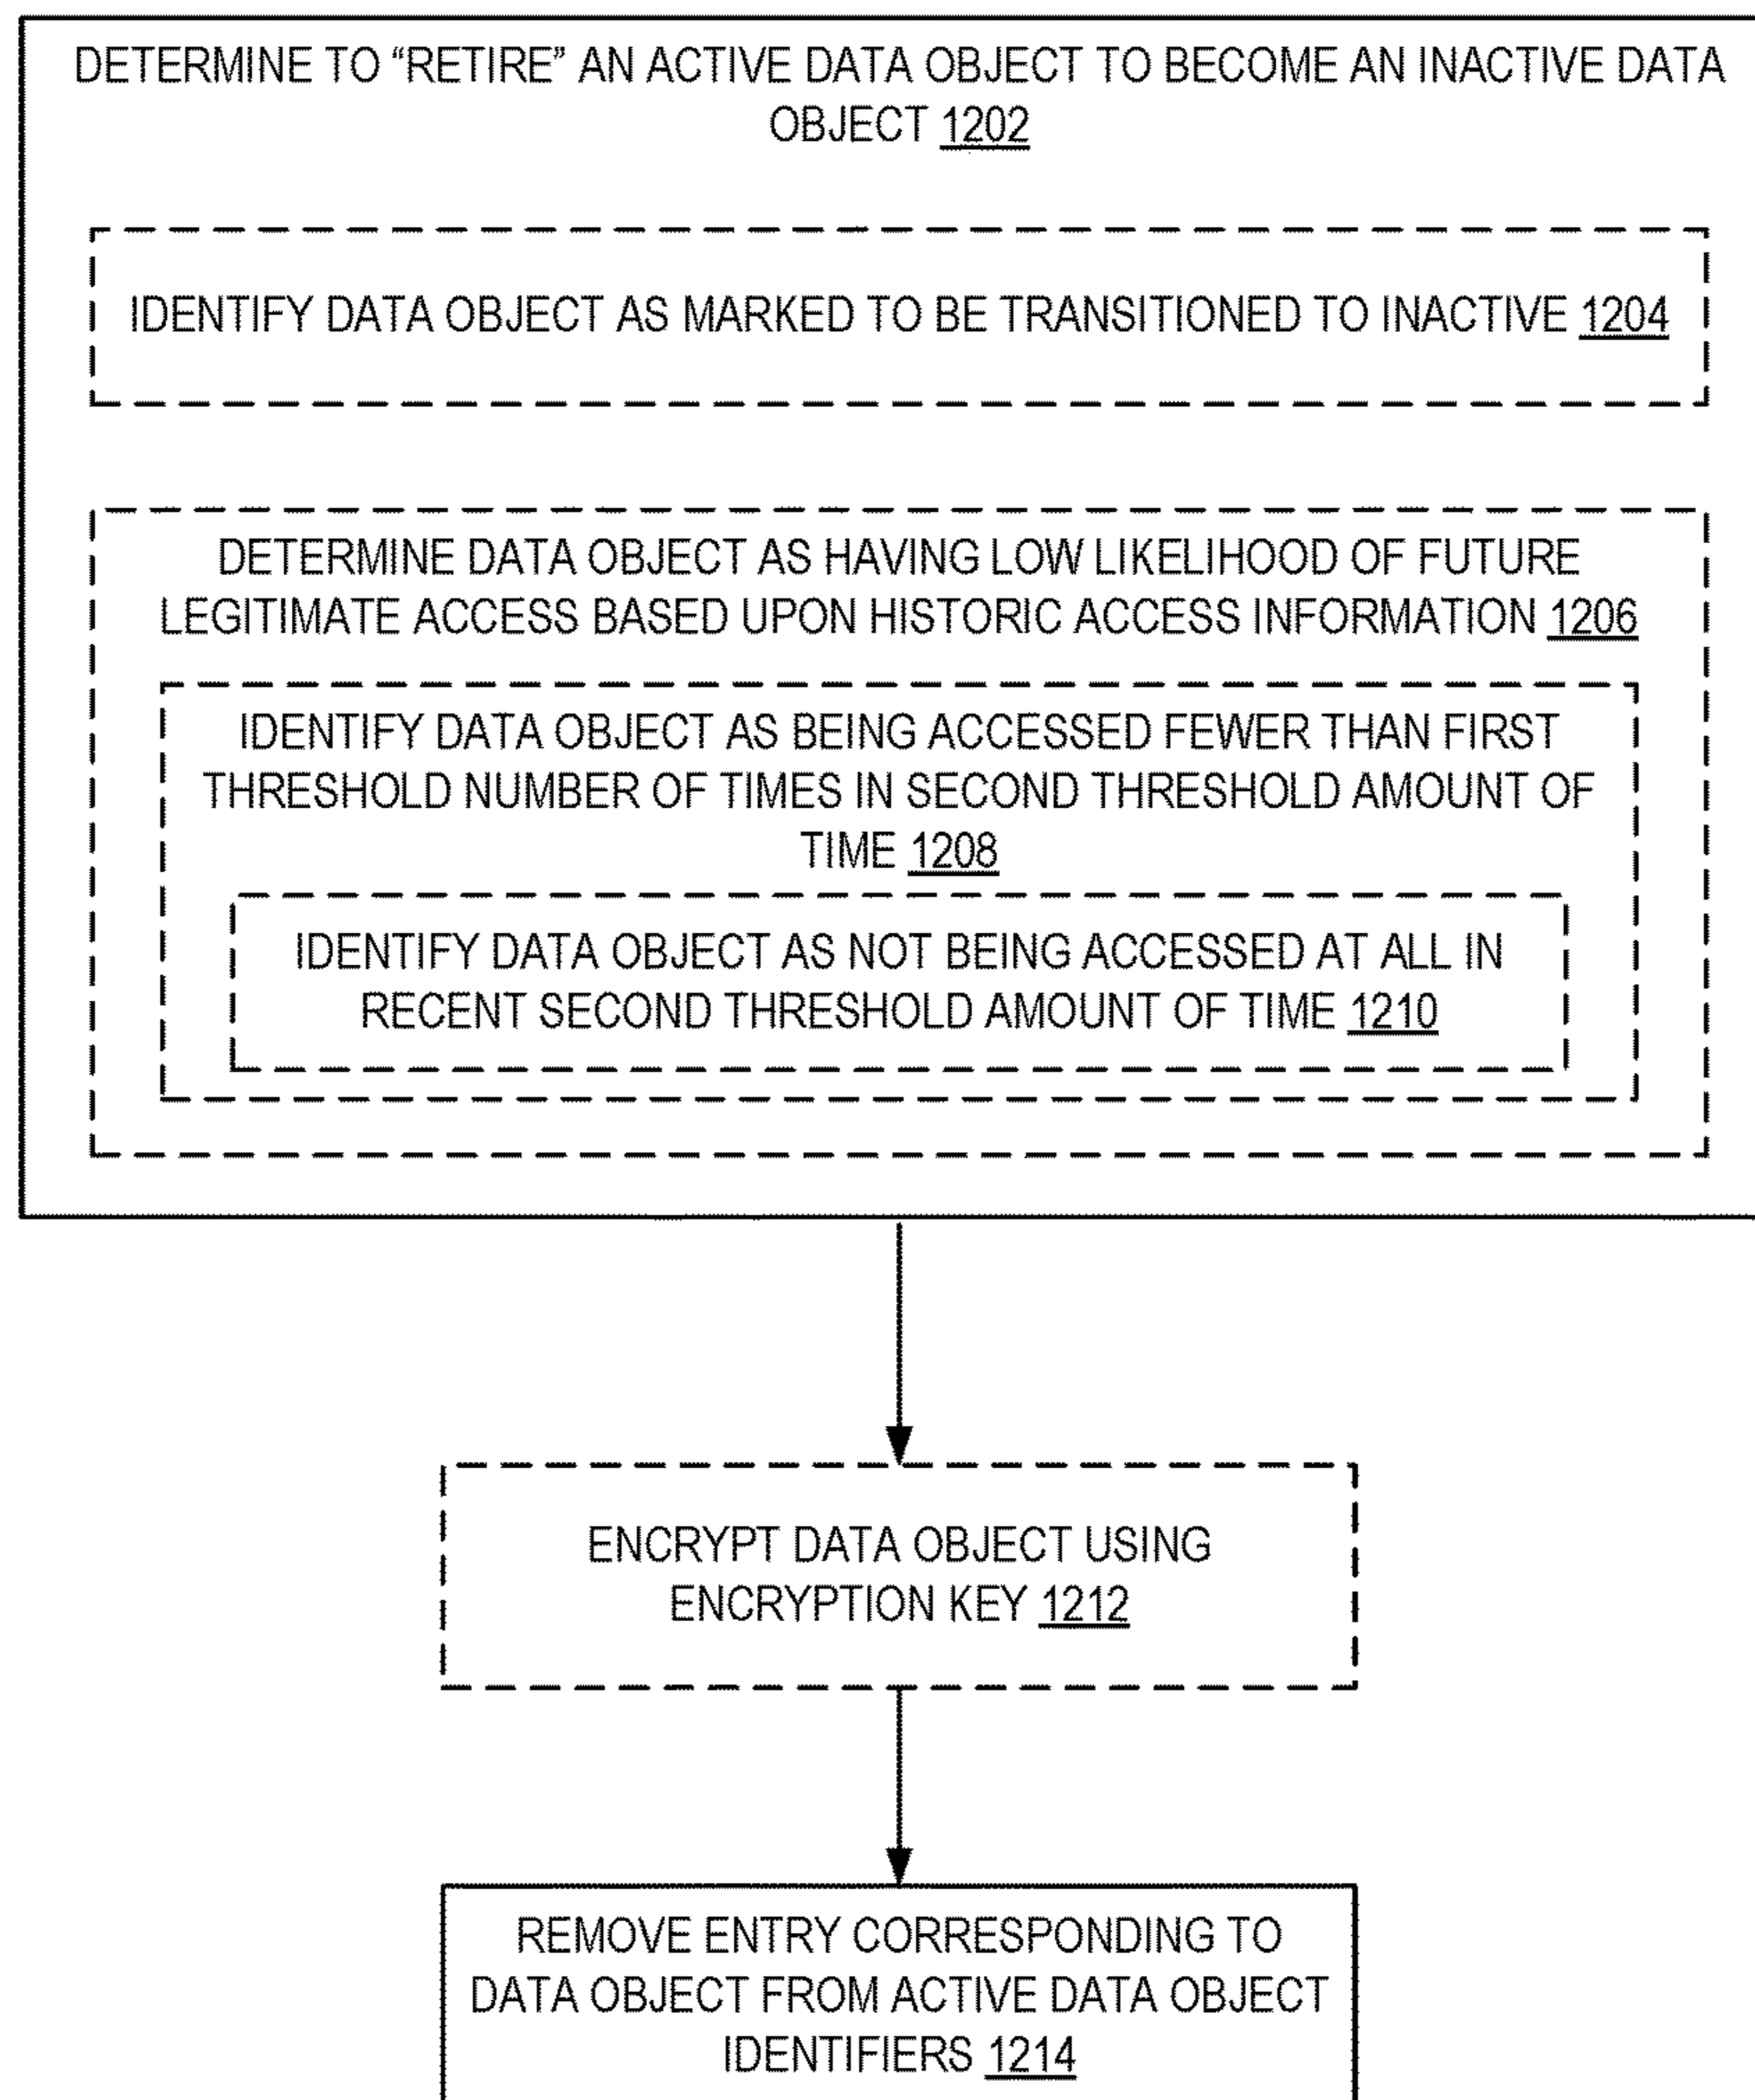 DETERMINE TO “RETIRE” AN ACTIVE DATA OBJECT TO BECOME AN INACTIVE DATA
OBJECT 1202
IDENTIFY DATA OBJECT AS MARKED TO BE TRANSITIONED TO INACTIVE 1204
DETERMINE DATA OBJECT AS HAVING LOW LIKELIHOOD OF FUTURE
LEGITIMATE ACCESS BASED UPON HISTORIC ACCESS INFORMATION 1206
IDENTIFY DATA OBJECT AS BEING ACCESSED FEWER THAN FIRST
THRESHOLD NUMBER OF TIMES IN SECOND THRESHOLD AMOUNT OF
TIME 1208
IDENTIFY DATA OBJECT AS NOT BEING ACCESSED AT ALL IN
RECENT SECOND THRESHOLD AMOUNT OF TIME 1210
ENCRYPT DATA OBJECT USING
ENCRYPTION KEY 1212
REMOVE ENTRY CORRESPONDING TO
DATA OBJECT FROM ACTIVE DATA OBJECT
IDENTIFIERS 1214